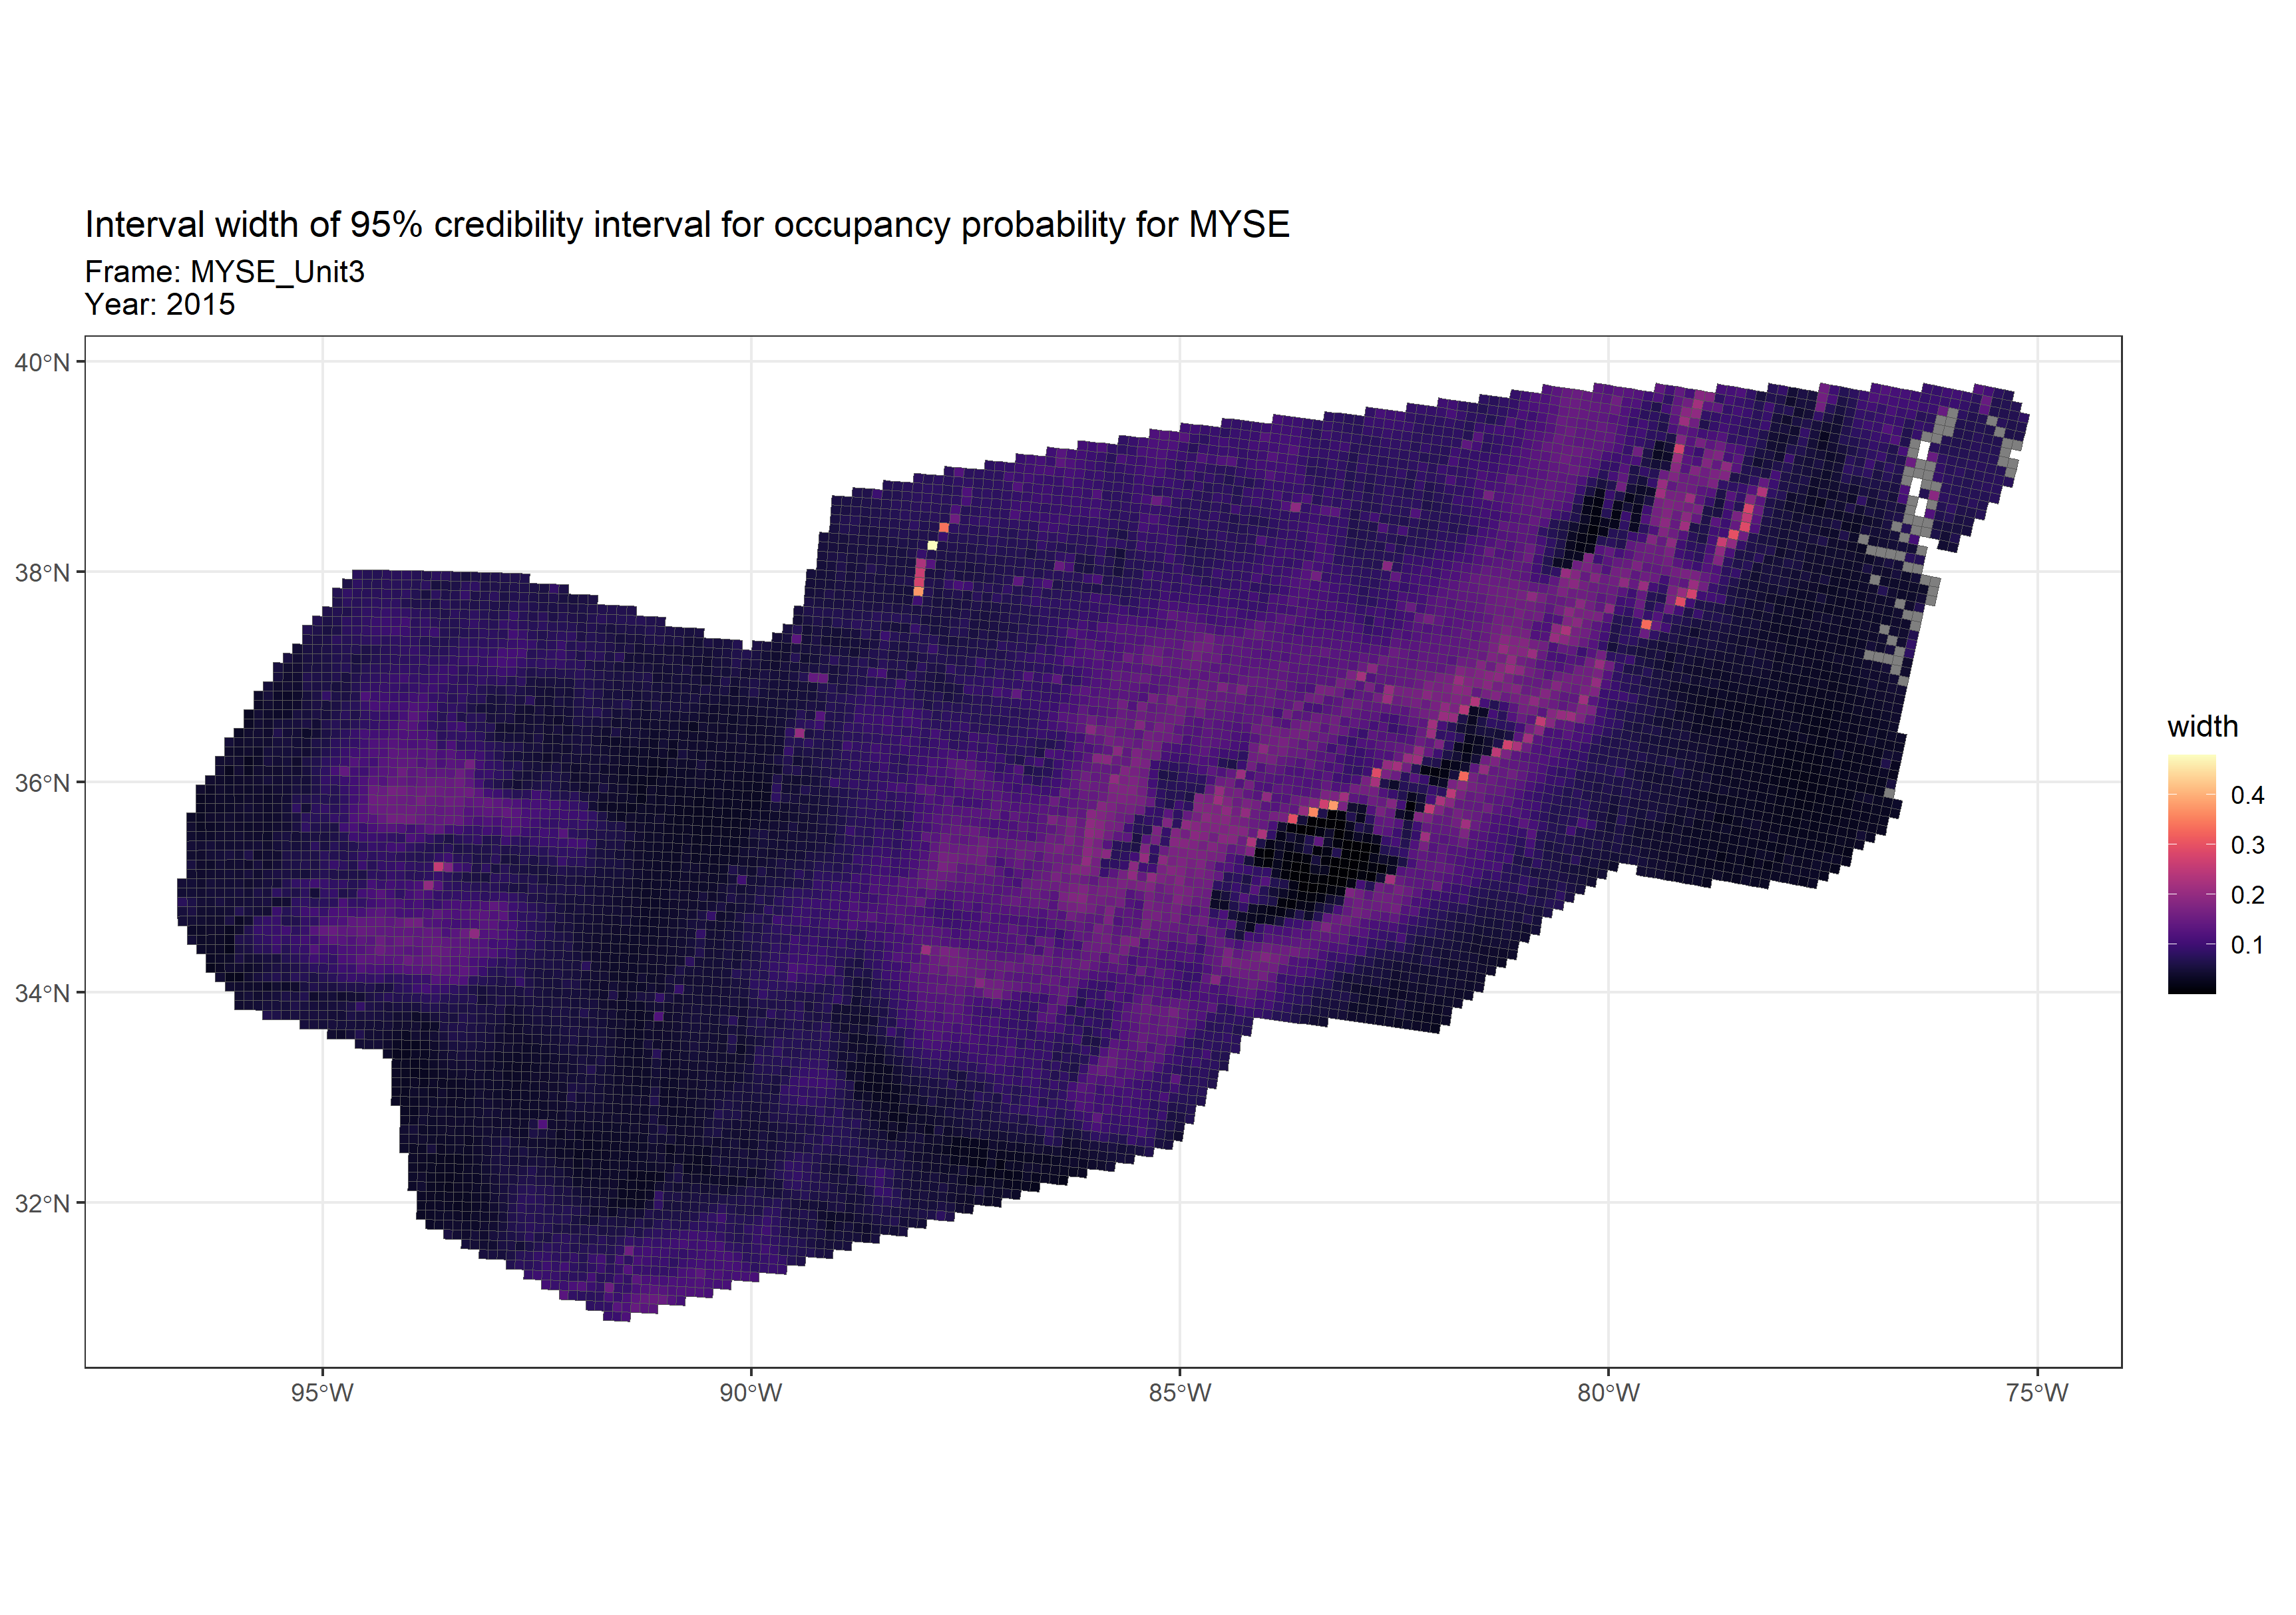 Interval width of 95% credibility interval for occupancy probability for MYSE
Frame: MYSE_Unit3
Year: 2015
40°N
38°N
36°N
34°N
32°N
95°W
90°W
85°W
80°W
75°W
width
0.4
0.3
0.2
0.1